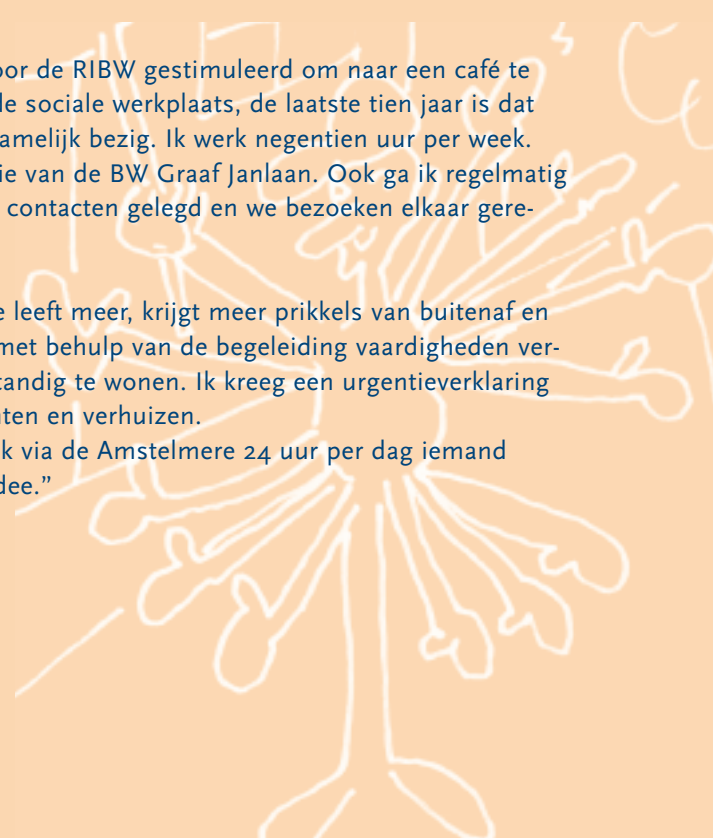 oor de RIBW gestimuleerd om naar een café te
de sociale werkplaats, de laatste tien jaar is dat
amelijk bezig. Ik werk negentien uur per week.
ie van de BW Graaf Janlaan. Ook ga ik regelmatig
contacten gelegd en we bezoeken elkaar gere-
e leeft meer, krijgt meer prikkels van buitenaf en
met behulp van de begeleiding vaardigheden ver-
tandig te wonen. Ik kreeg een urgentieverklaring
hten en verhuizen.
k via de Amstelmere 24 uur per dag iemand
dee.”